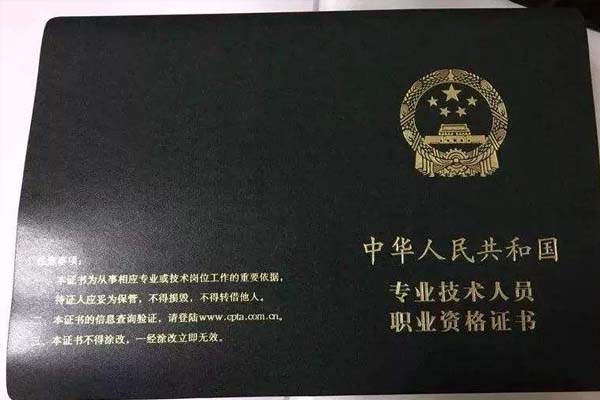 中华人民共和国
专业技术人员
职业资格证书
注意事项：
本证书为从事相应专业或技术岗位工作的重要依据，
持证人应妥为保管，不得损毁，不得转借他人。
二、本证书的信息查询验证，请登陆www.cpta.com.cn。
三、本证书不得涂改，一经涂改立即无效。